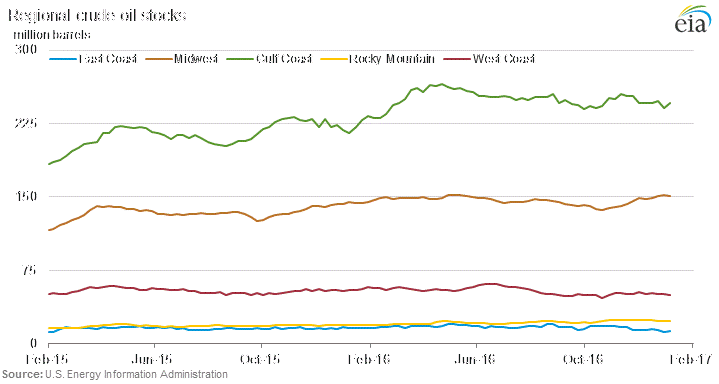 Regional crude oil stocks
million barrels
eia
300
East Coast Midwest Gulf Coast Rocky Mountain West Coast
225
150
75
0
Feb-15 Jun-15 Oct-15 Feb-16 Jun-16 Oct-16 Feb-17
Source: U.S. Energy Information Administration